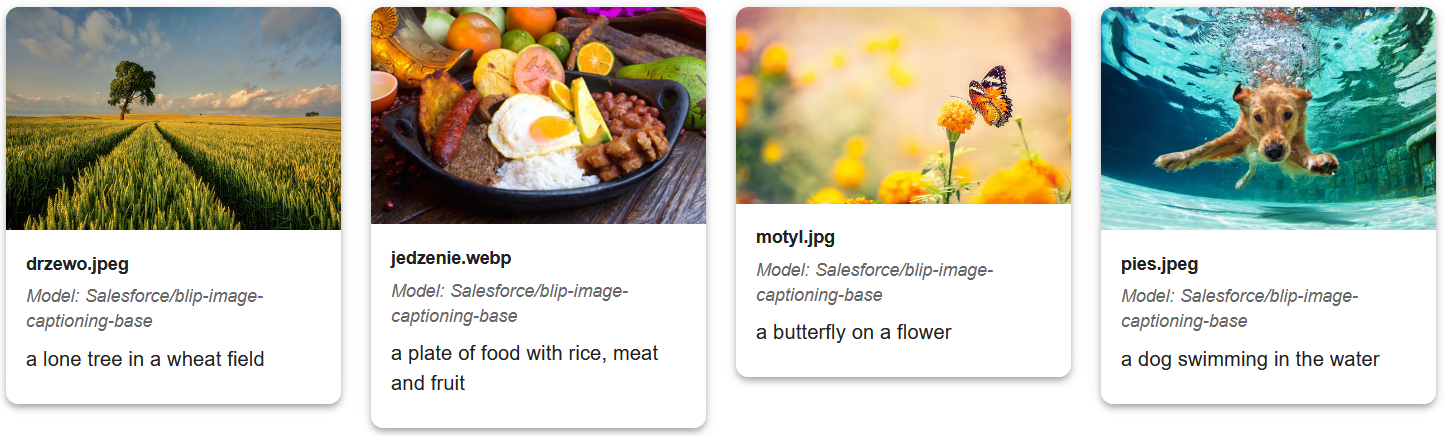 drzewo.jpeg
Model: Salesforce/blip-image-
captioning-base
a lone tree in a wheat field
jedzenie.webp
Model: Salesforce/blip-image-
captioning-base
a plate of food with rice, meat
and fruit
motyl.jpg
Model: Salesforce/blip-image-
captioning-base
a butterfly on a flower
pies.jpeg
Model: Salesforce/blip-image-
captioning-base
a dog swimming in the water